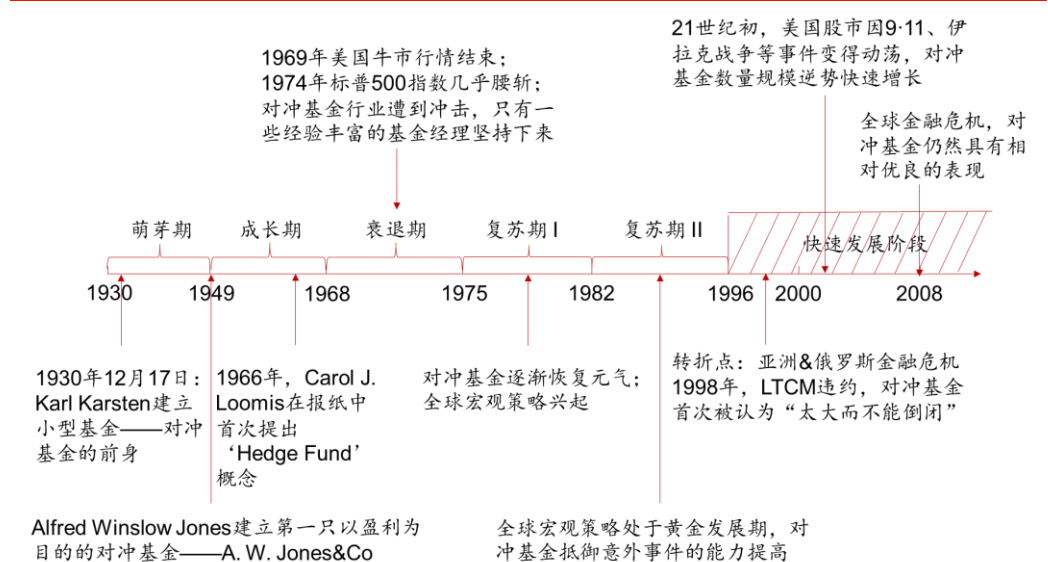 21世纪初，美国股市因9·11、伊
拉克战争等事件变得动荡，对冲
基金数量规模逆势快速增长
1969年美国牛市行情结束；
1974年标普500指数几乎腰斩；
对冲基金行业遭到冲击，只有一
些经验丰富的基金经理坚持下来
全球金融危机，对
冲基金仍然具有相
对优良的表现
萌芽期
成长期
衰退期
复苏期 I
复苏期 II
快速发展阶段
1930
1949
1968
1975
1982
1996
2000
2008
1930年12月17日：
Karl Karsten建立
小型基金——对冲
基金的前身
1966年，Carol J.
Loomis在报纸中
首次提出
‘Hedge Fund’
概念
对冲基金逐渐恢复元气；
全球宏观策略兴起
转折点：亚洲&俄罗斯金融危机
1998年，LTCM违约，对冲基金
首次被认为“太大而不能倒闭”
Alfred Winslow Jones建立第一只以盈利为
目的的对冲基金——A. W. Jones&Co
全球宏观策略处于黄金发展期，对
冲基金抵御意外事件的能力提高